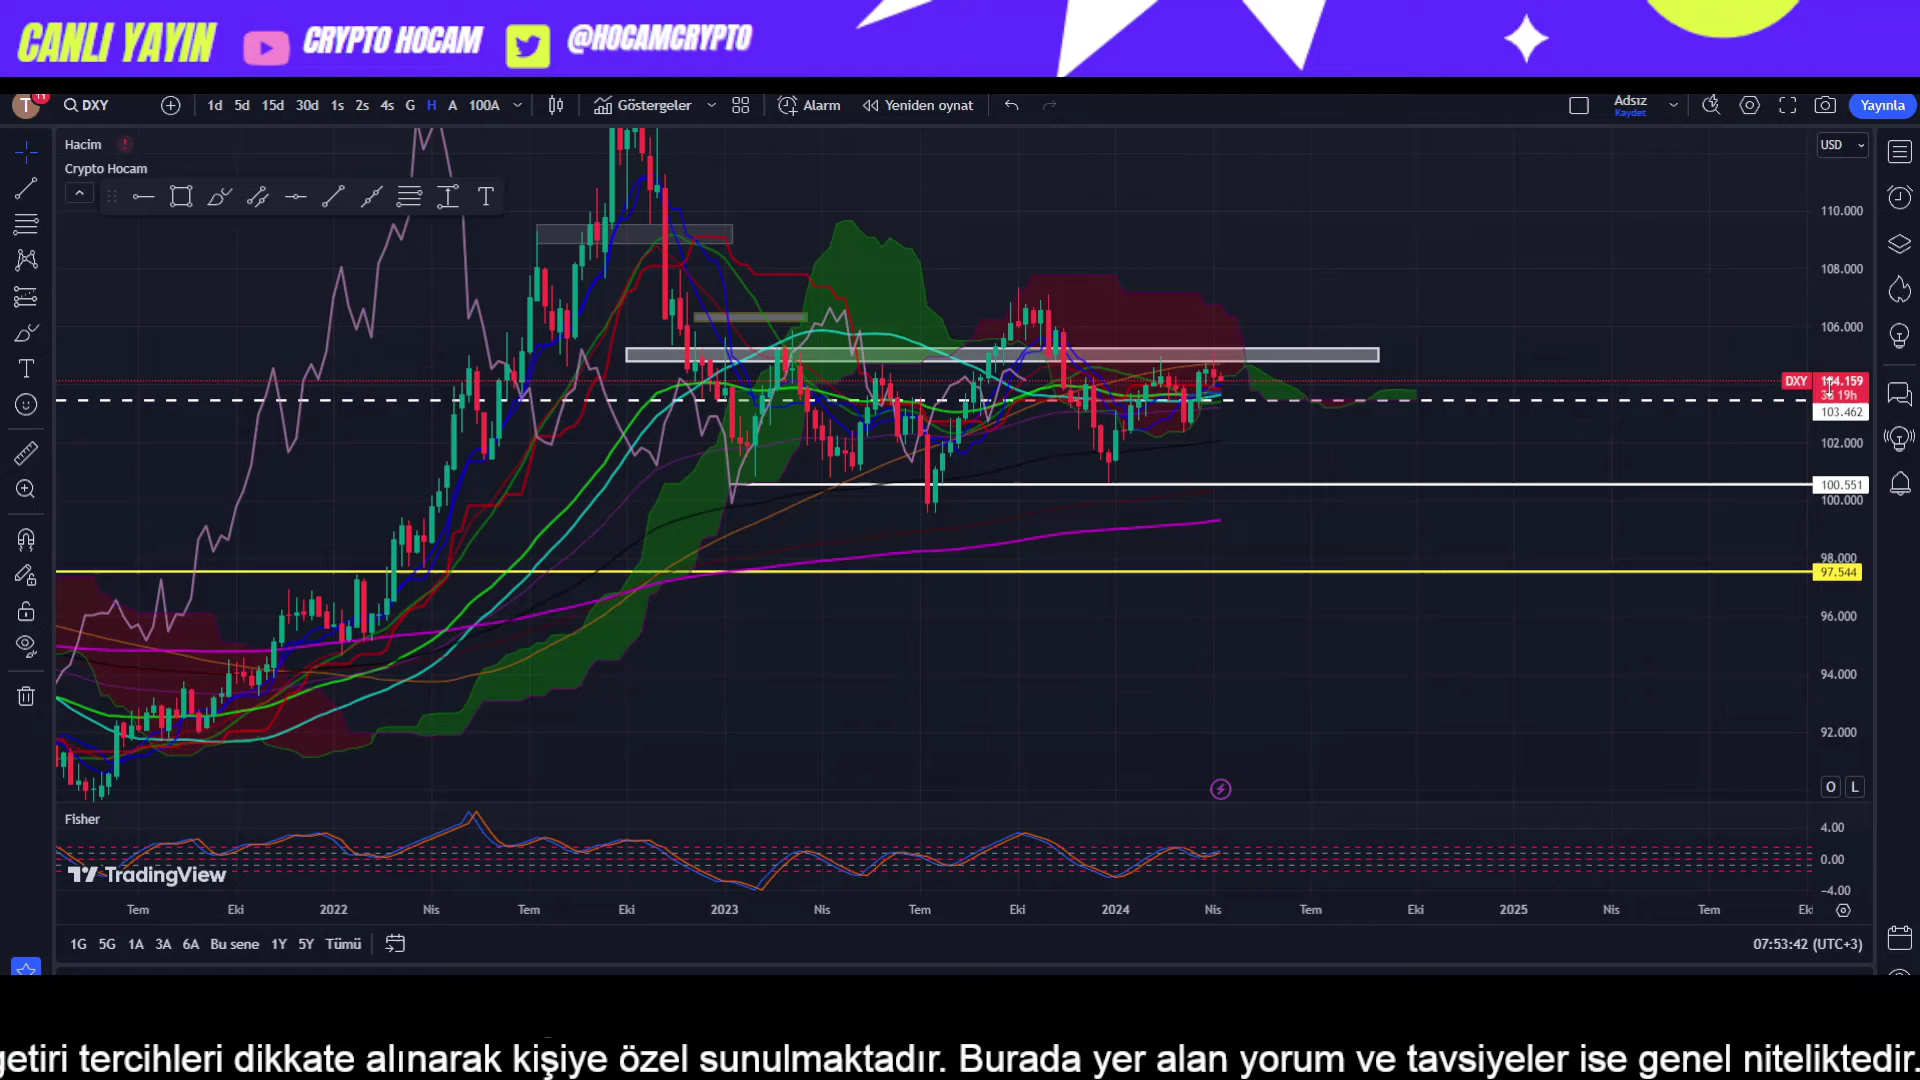 CANLI YAYIN CRYPTO HOCAM @HOCAMCRYPTO
T 11 DXY 1d 5d 15d 30d 1s 2s 4s G H A 100A Göstergeler Alarm Yeniden oynat Adsız Kaydet Yayınla
Hacim
Crypto Hocam
USD
110.000
108.000
106.000
DXY 104.159
3g 19h
103.462
102.000
100.551
100.000
98.000
97.544
96.000
94.000
92.000
O L
Fisher
4.00
0.00
−4.00
TradingView
Tem Eki 2022 Nis Tem Eki 2023 Nis Tem Eki 2024 Nis Tem Eki 2025 Nis Tem Eki
1G 5G 1A 3A 6A Bu sene 1Y 5Y Tümü 07:53:42 (UTC+3)
getiri tercihleri dikkate alınarak kişiye özel sunulmaktadır. Burada yer alan yorum ve tavsiyeler ise genel niteliktedir.